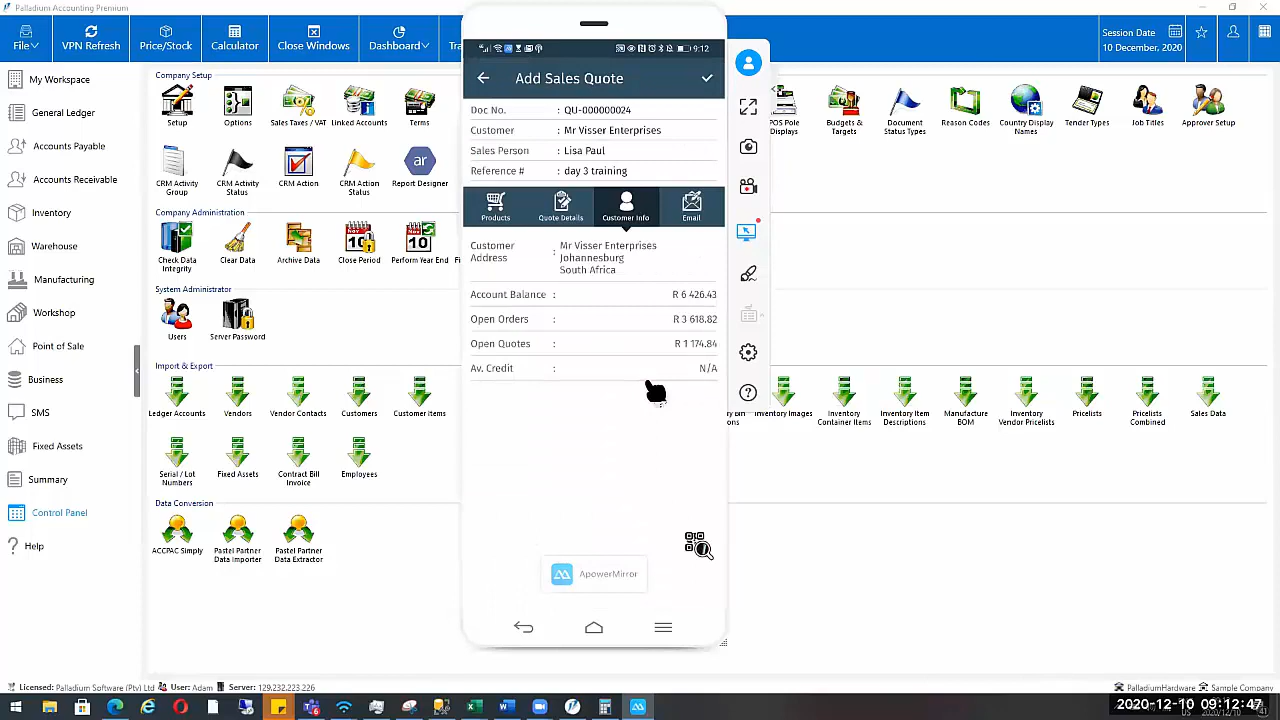 Palladium Accounting Premium
VPN Refresh
Price/Stock
Calculator
Close Windows
Dashboard
Session Date
10 December, 2020
My Workspace
General Ledger
Accounts Payable
Accounts Receivable
Inventory
Warehouse
Manufacturing
Workshop
Point of Sale
Business
SMS
Fixed Assets
Summary
Control Panel
Help
Company Setup
Setup
Options
Sales Taxes / VAT
Linked Accounts
Terms
POS Pole Displays
Budgets & Targets
Document Status Types
Reason Codes
Country Display Names
Tender Types
Job Titles
Approver Setup
CRM Activity Group
CRM Activity Status
CRM Action
CRM Action Status
ar
Report Designer
Company Administration
Check Data Integrity
Clear Data
Archive Data
10
Close Period
10
Perform Year End
System Administrator
Users
Server Password
Import & Export
Ledger Accounts
Vendors
Vendor Contacts
Customers
Customer Items
Inventory Images
Inventory Container Items
Inventory Item Descriptions
Manufacture BOM
Inventory Vendor Pricelists
Pricelists
Pricelists Combined
Sales Data
Serial / Lot Numbers
Fixed Assets
Contract Bill Invoice
Employees
Data Conversion
ACCPAC Simply
Pastel Partner Data Importer
Pastel Partner Data Extractor
9:12
Add Sales Quote
Doc No. : QU-000000024
Customer : Mr Visser Enterprises
Sales Person : Lisa Paul
Reference # : day 3 training
Products
Quote Details
Customer Info
Email
Customer Address : Mr Visser Enterprises
Johannesburg
South Africa
Account Balance : R 6 426.43
Open Orders : R 3 618.82
Open Quotes : R 1 174.84
Av. Credit : N/A
ApowerMirror
Licensed: Palladium Software (Pty) Ltd
User: Adam
Server: 129.232.223.226
PalladiumHardware
Sample Company
2020-12-10 09:12:47